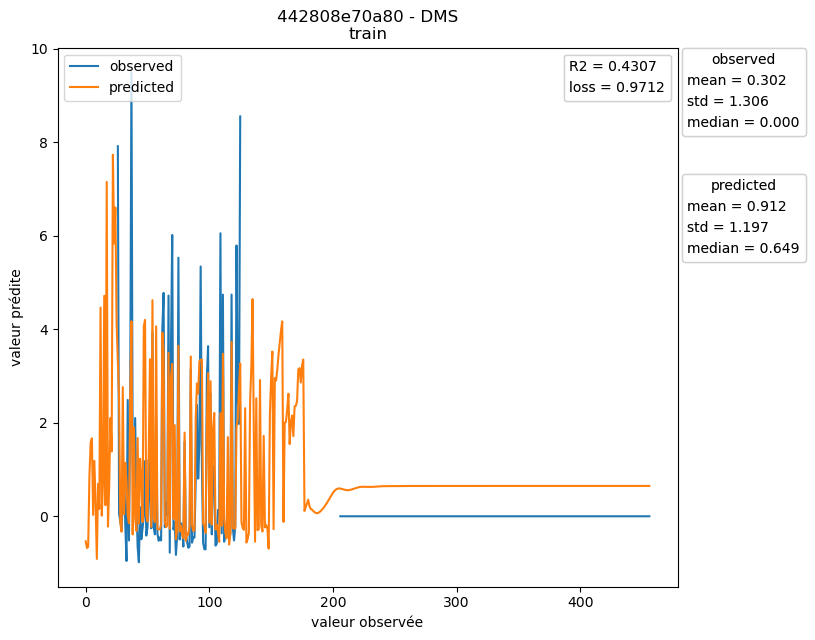 442808e70a80 - DMS
train
observed
predicted
R2 = 0.4307
loss = 0.9712
observed
mean = 0.302
std = 1.306
median = 0.000
predicted
mean = 0.912
std = 1.197
median = 0.649
10
8
6
4
2
0
valeur prédite
0
100
200
300
400
valeur observée